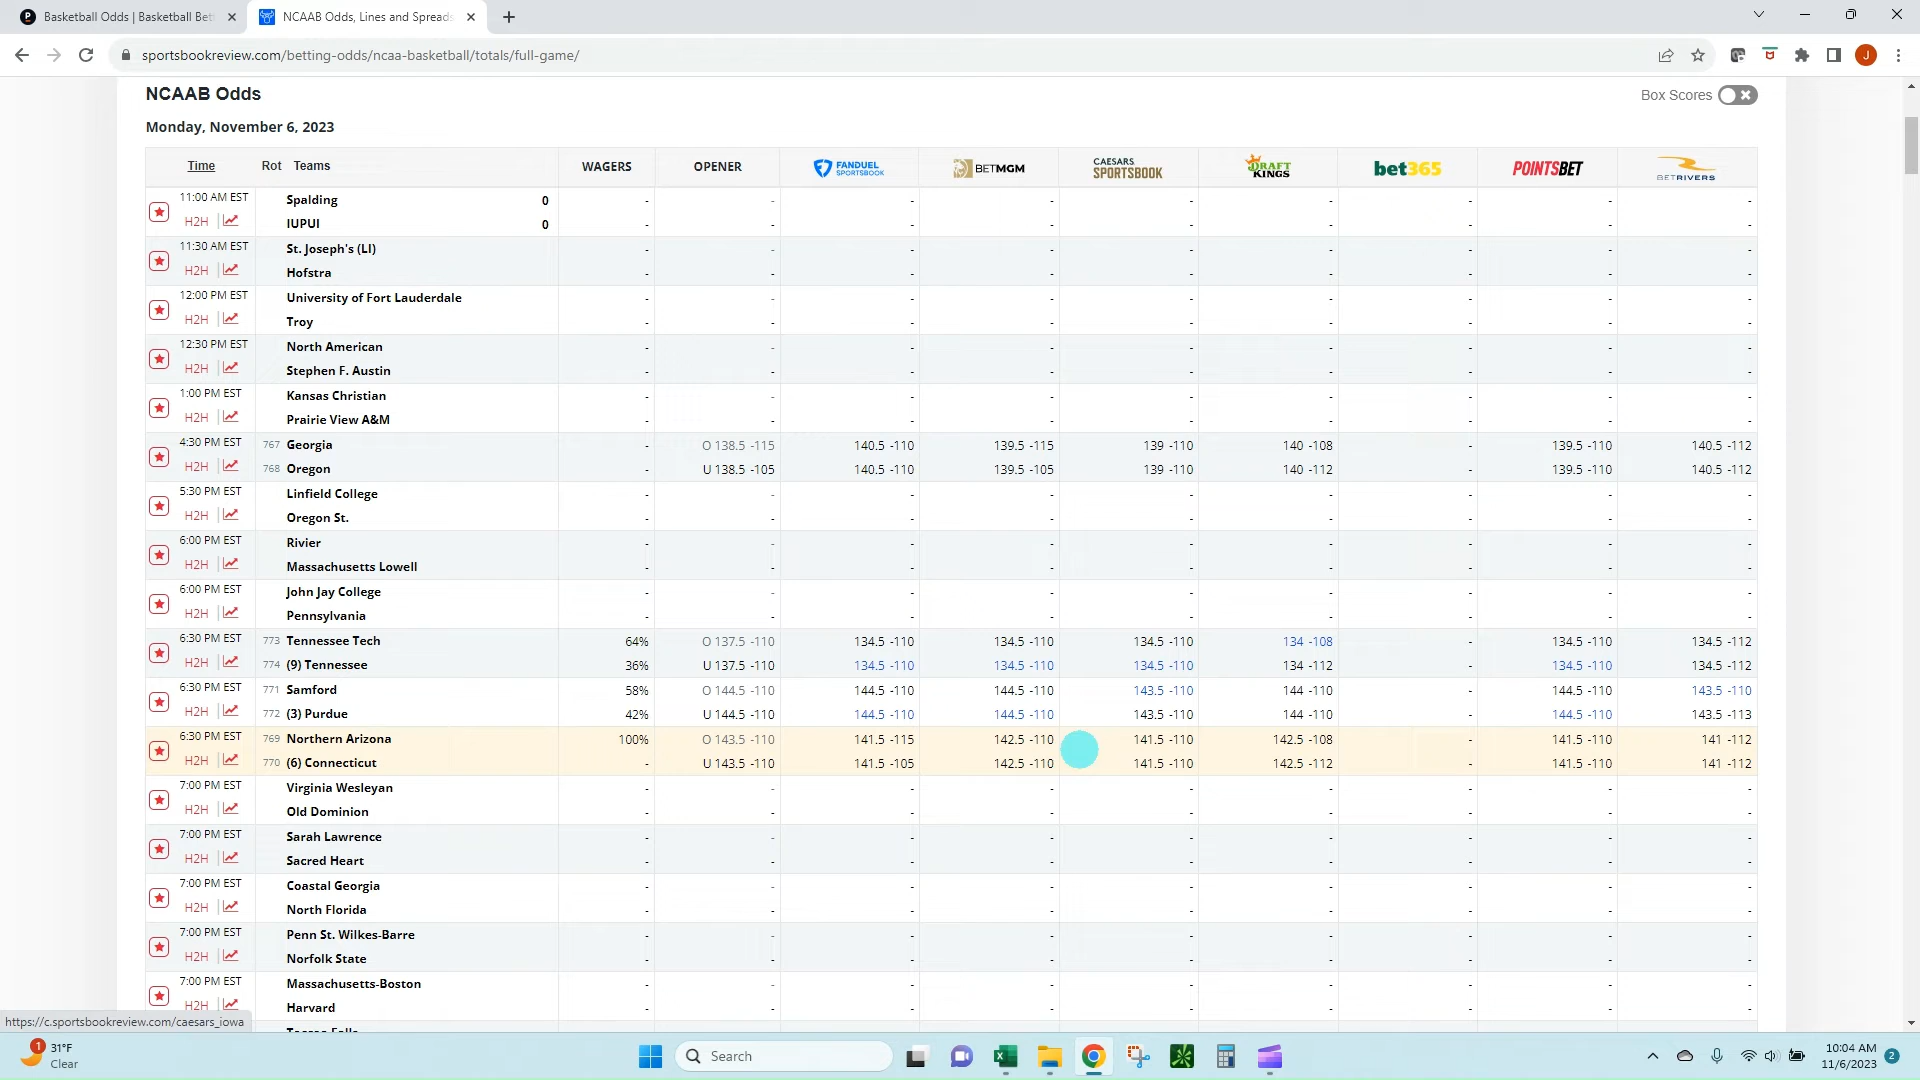 Basketball Odds | Basketball Bet
NCAAB Odds, Lines and Spreads
sportsbookreview.com/betting-odds/ncaa-basketball/totals/full-game/
J
NCAAB Odds
Box Scores
Monday, November 6, 2023
Time Rot Teams WAGERS OPENER FANDUEL SPORTSBOOK BETMGM CAESARS SPORTSBOOK DRAFT KINGS bet365 POINTSBET BETRIVERS
11:00 AM EST Spalding 0 - - - - - - - - -
H2H IUPUI 0 - - - - - - - - -
11:30 AM EST St. Joseph's (LI) - - - - - - - - -
H2H Hofstra - - - - - - - - -
12:00 PM EST University of Fort Lauderdale - - - - - - - - -
H2H Troy - - - - - - - - -
12:30 PM EST North American - - - - - - - - -
H2H Stephen F. Austin - - - - - - - - -
1:00 PM EST Kansas Christian - - - - - - - - -
H2H Prairie View A&M - - - - - - - - -
4:30 PM EST 767 Georgia - O 138.5 -115 140.5 -110 139.5 -115 139 -110 140 -108 - 139.5 -110 140.5 -112
H2H 768 Oregon - U 138.5 -105 140.5 -110 139.5 -105 139 -110 140 -112 - 139.5 -110 140.5 -112
5:30 PM EST Linfield College - - - - - - - - -
H2H Oregon St. - - - - - - - - -
6:00 PM EST Rivier - - - - - - - - -
H2H Massachusetts Lowell - - - - - - - - -
6:00 PM EST John Jay College - - - - - - - - -
H2H Pennsylvania - - - - - - - - -
6:30 PM EST 773 Tennessee Tech 64% O 137.5 -110 134.5 -110 134.5 -110 134.5 -110 134 -108 - 134.5 -110 134.5 -112
H2H 774 (9) Tennessee 36% U 137.5 -110 134.5 -110 134.5 -110 134.5 -110 134 -112 - 134.5 -110 134.5 -112
6:30 PM EST 771 Samford 58% O 144.5 -110 144.5 -110 144.5 -110 143.5 -110 144 -110 - 144.5 -110 143.5 -110
H2H 772 (3) Purdue 42% U 144.5 -110 144.5 -110 144.5 -110 143.5 -110 144 -110 - 144.5 -110 143.5 -113
6:30 PM EST 769 Northern Arizona 100% O 143.5 -110 141.5 -115 142.5 -110 141.5 -110 142.5 -108 - 141.5 -110 141 -112
H2H 770 (6) Connecticut - U 143.5 -110 141.5 -105 142.5 -110 141.5 -110 142.5 -112 - 141.5 -110 141 -112
7:00 PM EST Virginia Wesleyan - - - - - - - - -
H2H Old Dominion - - - - - - - - -
7:00 PM EST Sarah Lawrence - - - - - - - - -
H2H Sacred Heart - - - - - - - - -
7:00 PM EST Coastal Georgia - - - - - - - - -
H2H North Florida - - - - - - - - -
7:00 PM EST Penn St. Wilkes-Barre - - - - - - - - -
H2H Norfolk State - - - - - - - - -
7:00 PM EST Massachusetts-Boston - - - - - - - - -
H2H Harvard - - - - - - - - -
https://c.sportsbookreview.com/caesars_iowa
1 31°F
Clear
Search
10:04 AM
11/6/2023 2